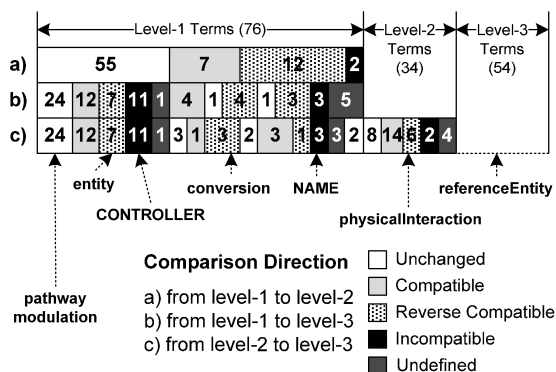 Level-1 Terms (76)
Level-2 Terms (34)
Level-3 Terms (54)
a) 55 7 12 2
b) 24 12 7 11 1 4 1 4 1 3 3 5
c) 24 12 7 11 1 3 1 3 2 3 1 3 3 2 8 14 6 2 4
entity
conversion
NAME
referenceEntity
CONTROLLER
physicalInteraction
pathway
modulation
Comparison Direction
a) from level-1 to level-2
b) from level-1 to level-3
c) from level-2 to level-3
Unchanged
Compatible
Reverse Compatible
Incompatible
Undefined